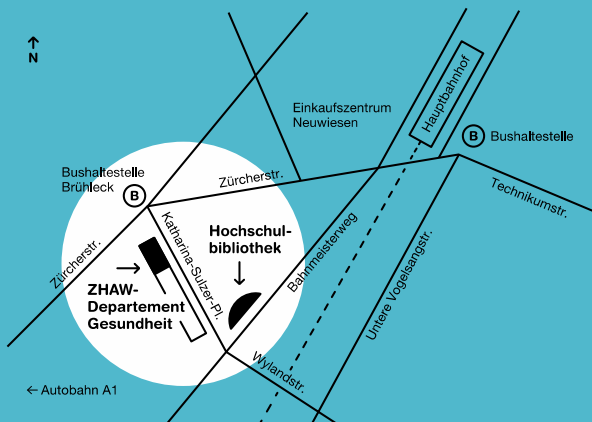 N
Einkaufszentrum
Neuwiesen
Hauptbahnhof
B
Bushaltestelle
Bushaltestelle
Brühleck
B
Zürcherstr.
Technikumstr.
Zürcherstr.
Katharina-Sulzer-Pl.
Hochschul-
bibliothek
Bahnmeisterweg
Untere Vogelsangstr.
ZHAW-
Departement
Gesundheit
Wylandstr.
← Autobahn A1